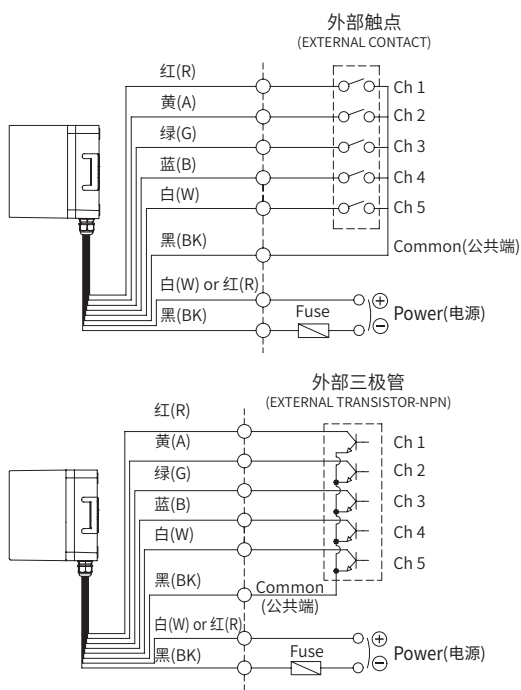 外部触点
(EXTERNAL CONTACT)
红(R)
Ch 1
黄(A)
Ch 2
绿(G)
Ch 3
蓝(B)
Ch 4
白(W)
Ch 5
黑(BK)
Common(公共端)
白(W) or 红(R)
黑(BK)
Fuse
Power(电源)
外部三极管
(EXTERNAL TRANSISTOR-NPN)
红(R)
Ch 1
黄(A)
Ch 2
绿(G)
Ch 3
蓝(B)
Ch 4
白(W)
Ch 5
黑(BK)
Common
(公共端)
白(W) or 红(R)
黑(BK)
Fuse
Power(电源)